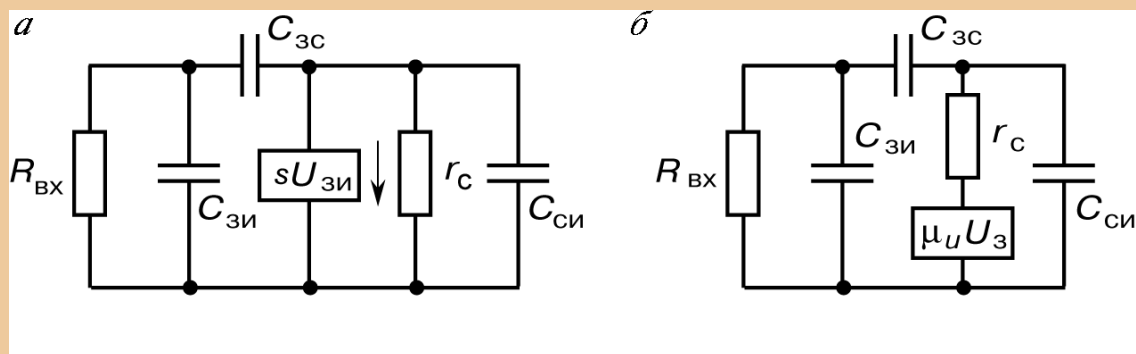 а
C зс
R вх
C зи
sU зи
r с
C си
б
C зс
R вх
C зи
r с
μ u U з
C си